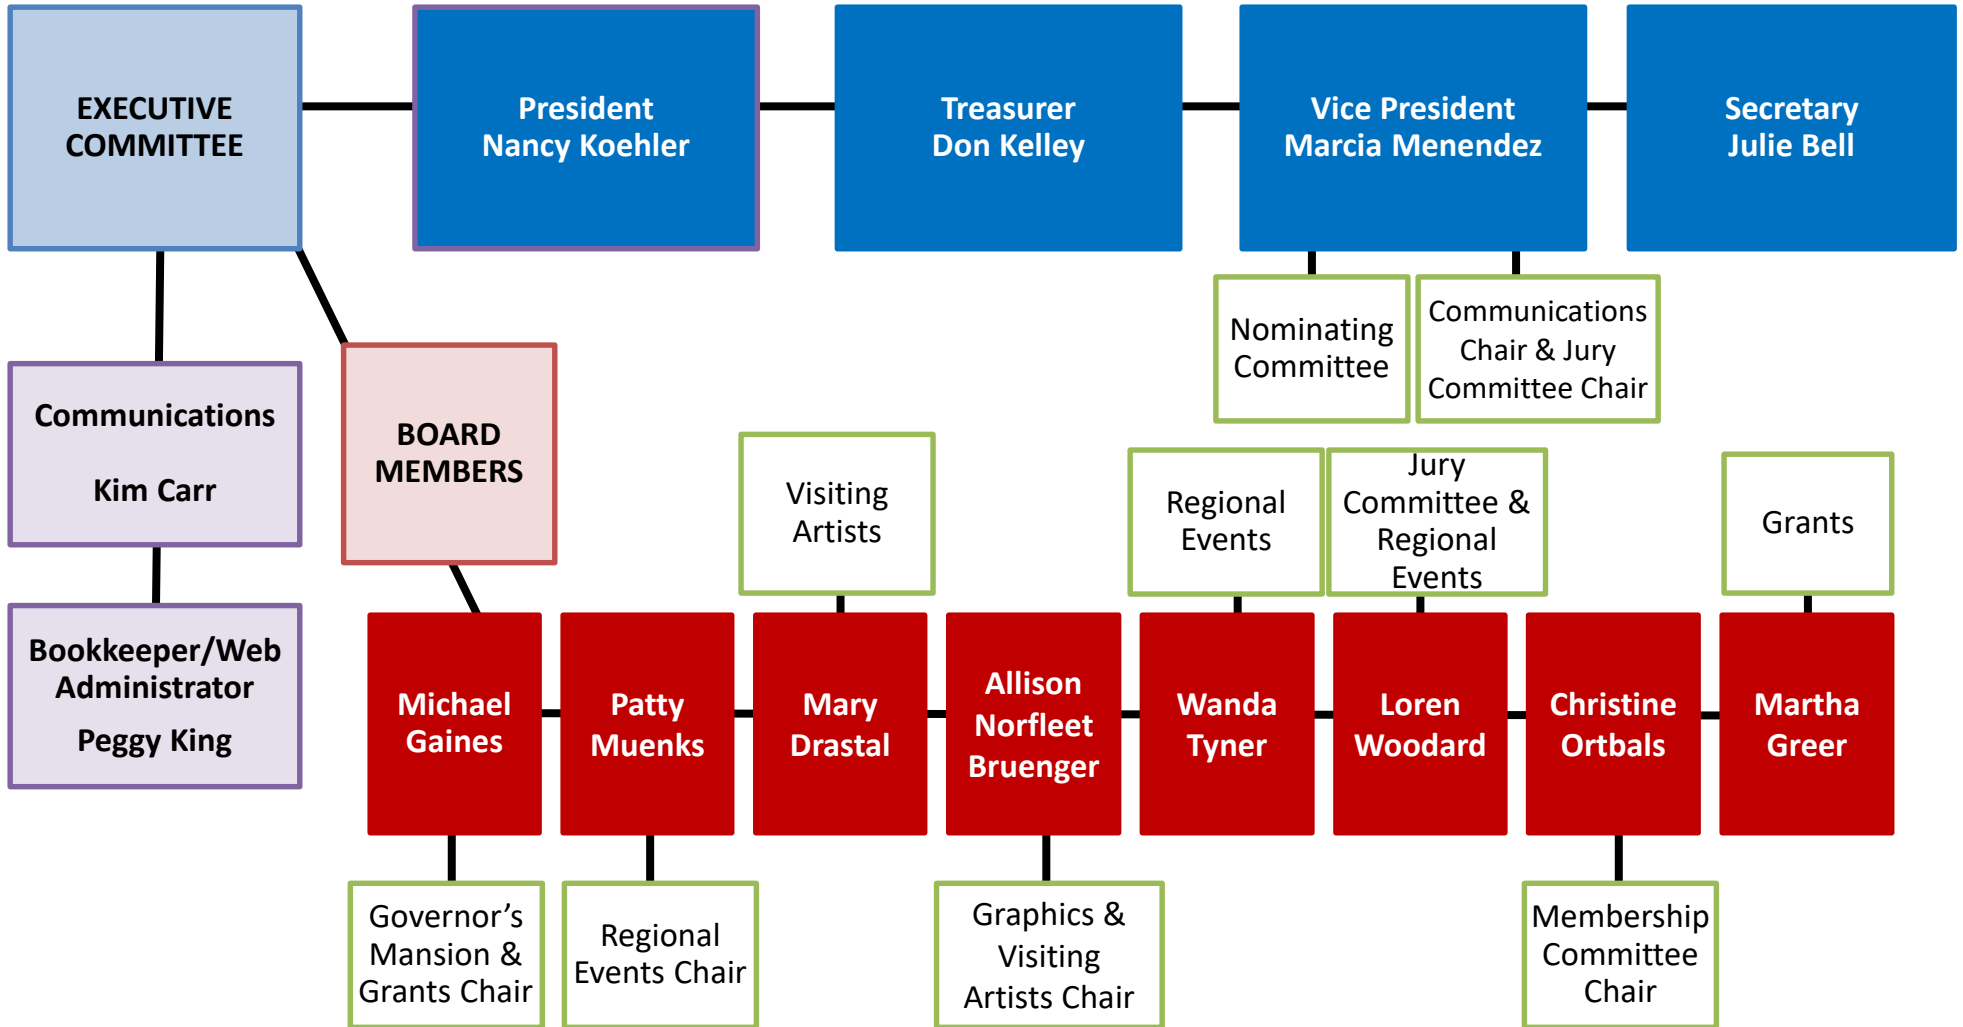 EXECUTIVE
COMMITTEE
President
Nancy Koehler
Treasurer
Don Kelley
Vice President
Marcia Menendez
Secretary
Julie Bell
Nominating
Committee
Communications
Chair & Jury
Committee Chair
Communications
Kim Carr
BOARD
MEMBERS
Visiting
Artists
Regional
Events
Jury
Committee &
Regional
Events
Grants
Bookkeeper/Web
Administrator
Peggy King
Michael
Gaines
Patty
Muenks
Mary
Drastal
Allison
Norfleet
Bruenger
Wanda
Tyner
Loren
Woodard
Christine
Ortbals
Martha
Greer
Governor’s
Mansion &
Grants Chair
Regional
Events Chair
Graphics &
Visiting
Artists Chair
Membership
Committee
Chair